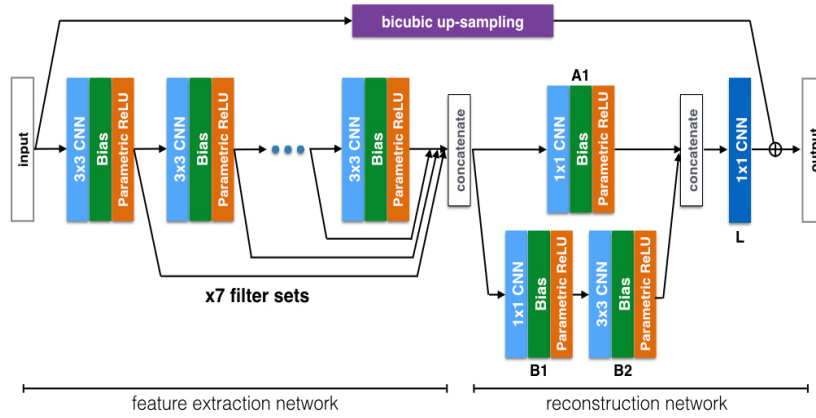 bicubic up-sampling
input
3x3 CNN
Bias
Parametric ReLU
3x3 CNN
Bias
Parametric ReLU
3x3 CNN
Bias
Parametric ReLU
concatenate
A1
1x1 CNN
Bias
Parametric ReLU
concatenate
1x1 CNN
L
output
1x1 CNN
Bias
Parametric ReLU
B1
3x3 CNN
Bias
Parametric ReLU
B2
x7 filter sets
feature extraction network
reconstruction network